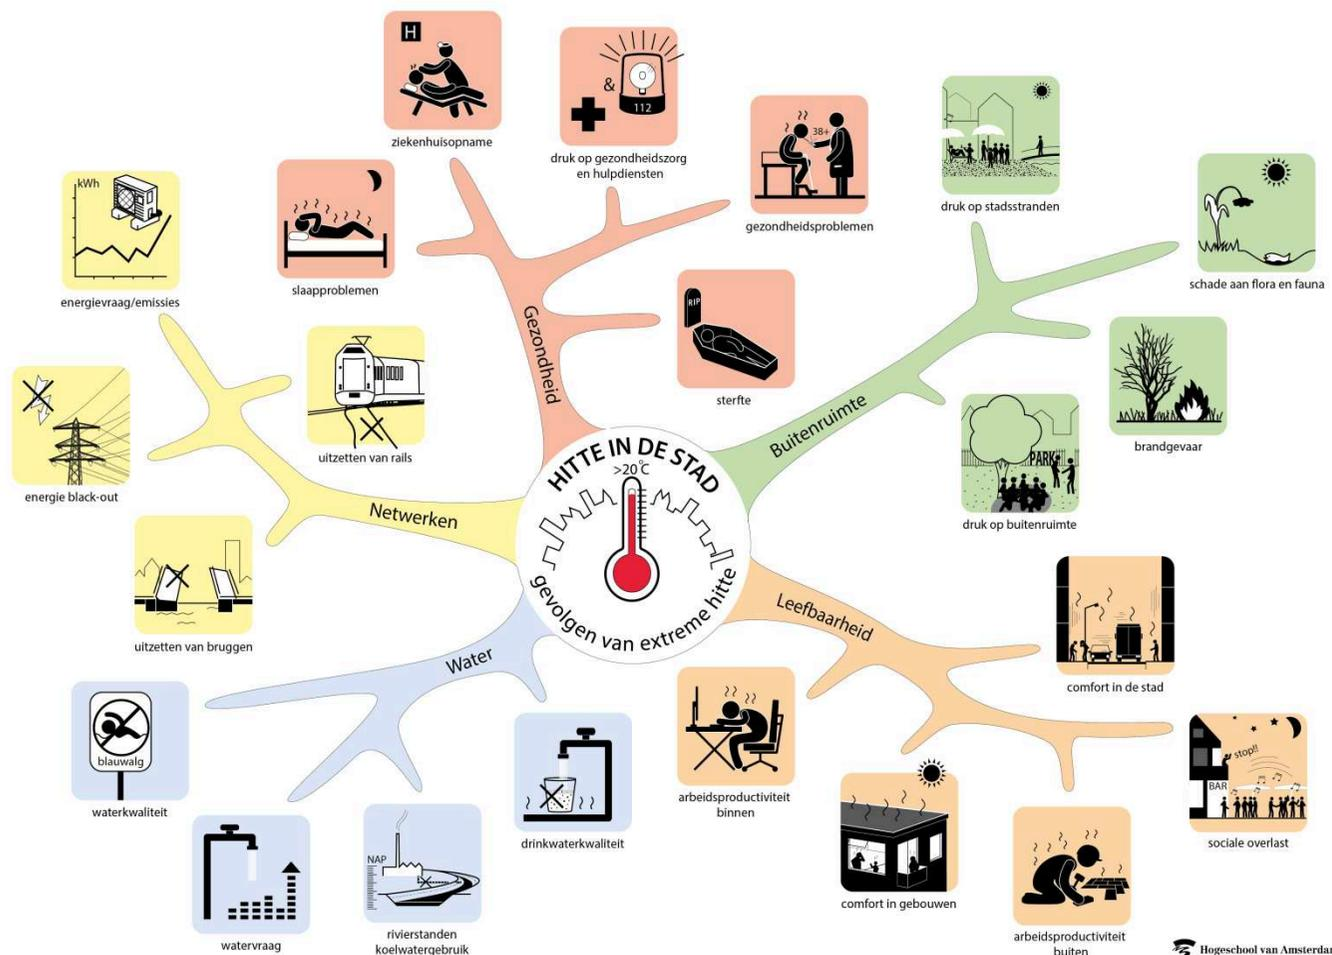 HITTE IN DE STAD
>20°C
gevolgen van extreme hitte
Gezondheid
H
ziekenhuisopname
&
112
druk op gezondheidszorg
en hulpdiensten
38+
gezondheidsproblemen
slaapproblemen
RIP
sterfte
Buitenruimte
druk op stadsstranden
schade aan flora en fauna
brandgevaar
PARK
druk op buitenruimte
Leefbaarheid
comfort in de stad
stop!!
BAR
sociale overlast
arbeidsproductiviteit
binnen
comfort in gebouwen
arbeidsproductiviteit
buiten
Water
blauwalg
waterkwaliteit
watervraag
NAP
rivierstanden
koelwatergebruik
drinkwaterkwaliteit
Netwerken
kWh
energievraag/emissies
uitzetten van rails
energie black-out
uitzetten van bruggen
Hogeschool van Amsterdam